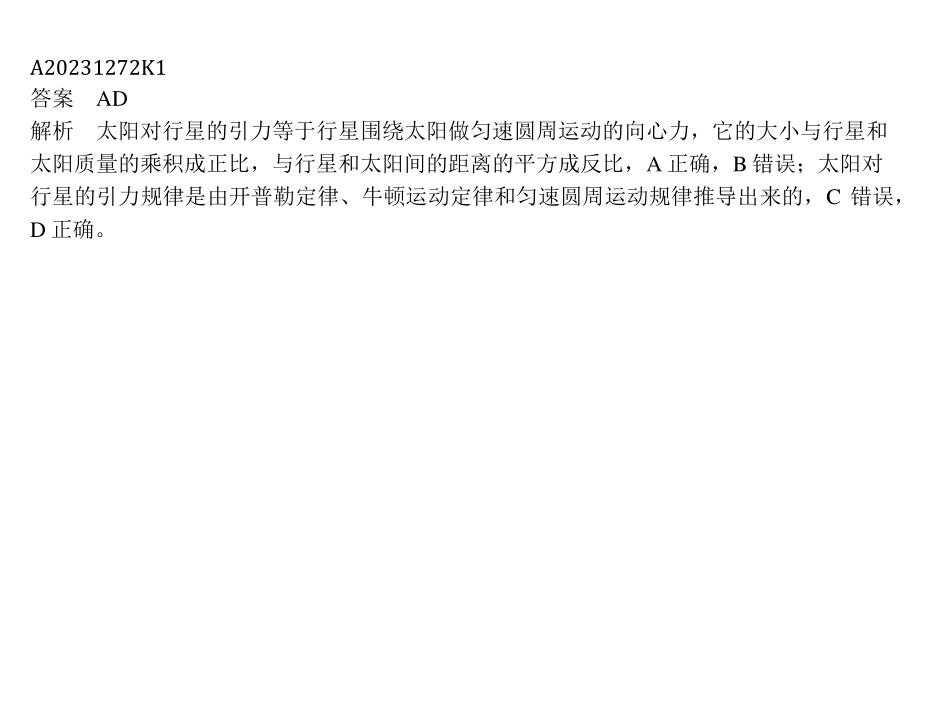 A20231272K1
答案 AD
解析 太阳对行星的引力等于行星围绕太阳做匀速圆周运动的向心力，它的大小与行星和
太阳质量的乘积成正比，与行星和太阳间的距离的平方成反比，A 正确，B 错误；太阳对
行星的引力规律是由开普勒定律、牛顿运动定律和匀速圆周运动规律推导出来的，C 错误，
D 正确。